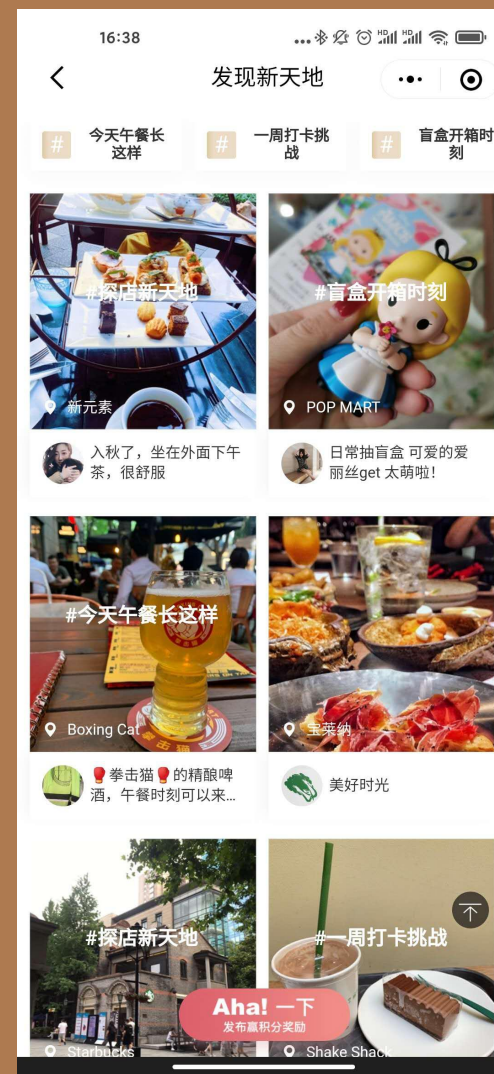 16:38
发现新天地
# 今天午餐长
这样
# 一周打卡挑
战
# 盲盒开箱时
刻
#探店新天地
新元素
#盲盒开箱时刻
POP MART
入秋了，坐在外面下午
茶，很舒服
日常抽盲盒 可爱的爱
丽丝get 太萌啦！
#今天午餐长这样
Boxing Cat
拳击猫
宝莱纳
🥊拳击猫🥊的精酿啤
酒，午餐时刻可以来...
美好时光
#探店新天地
Starbucks
#一周打卡挑战
Shake Shack
Aha! 一下
发布赢积分奖励